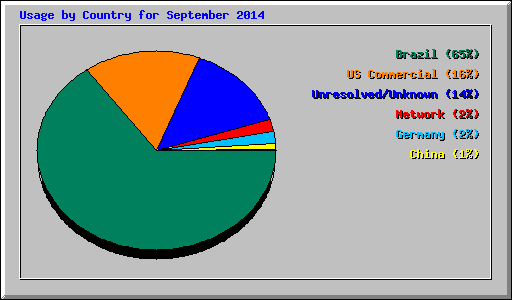 Usage by Country for September 2014
Brazil (65%)
US Commercial (16%)
Unresolved/Unknown (14%)
Network (2%)
Germany (2%)
China (1%)